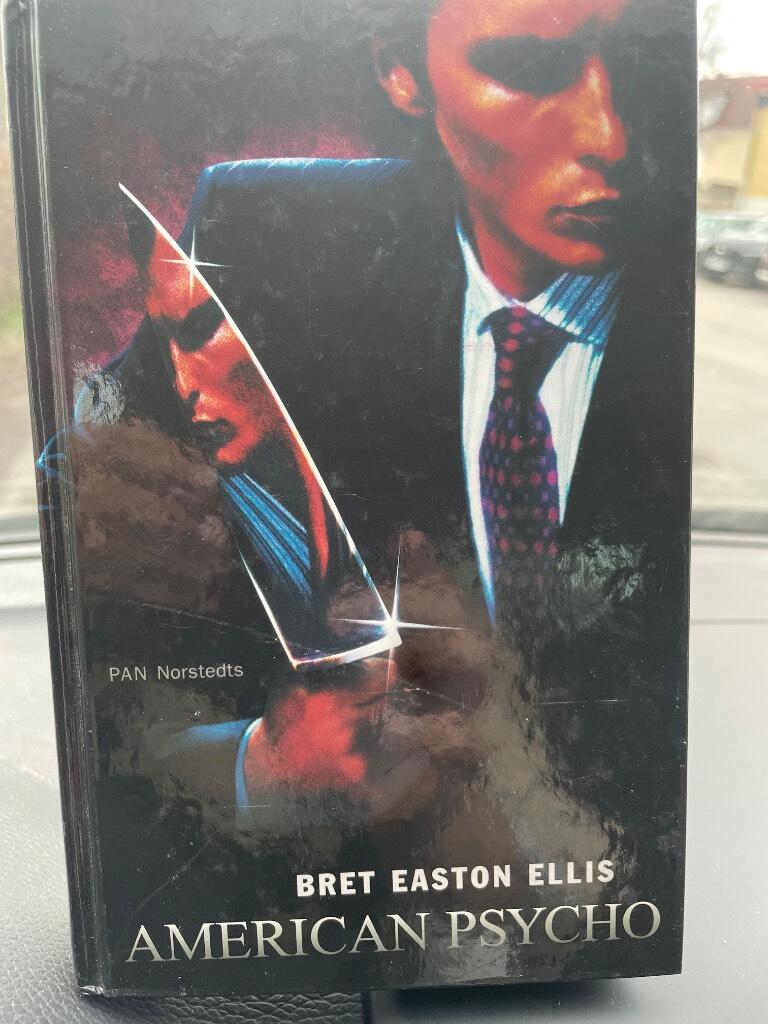 PAN Norstedts
BRET EASTON ELLIS
AMERICAN PSYCHO